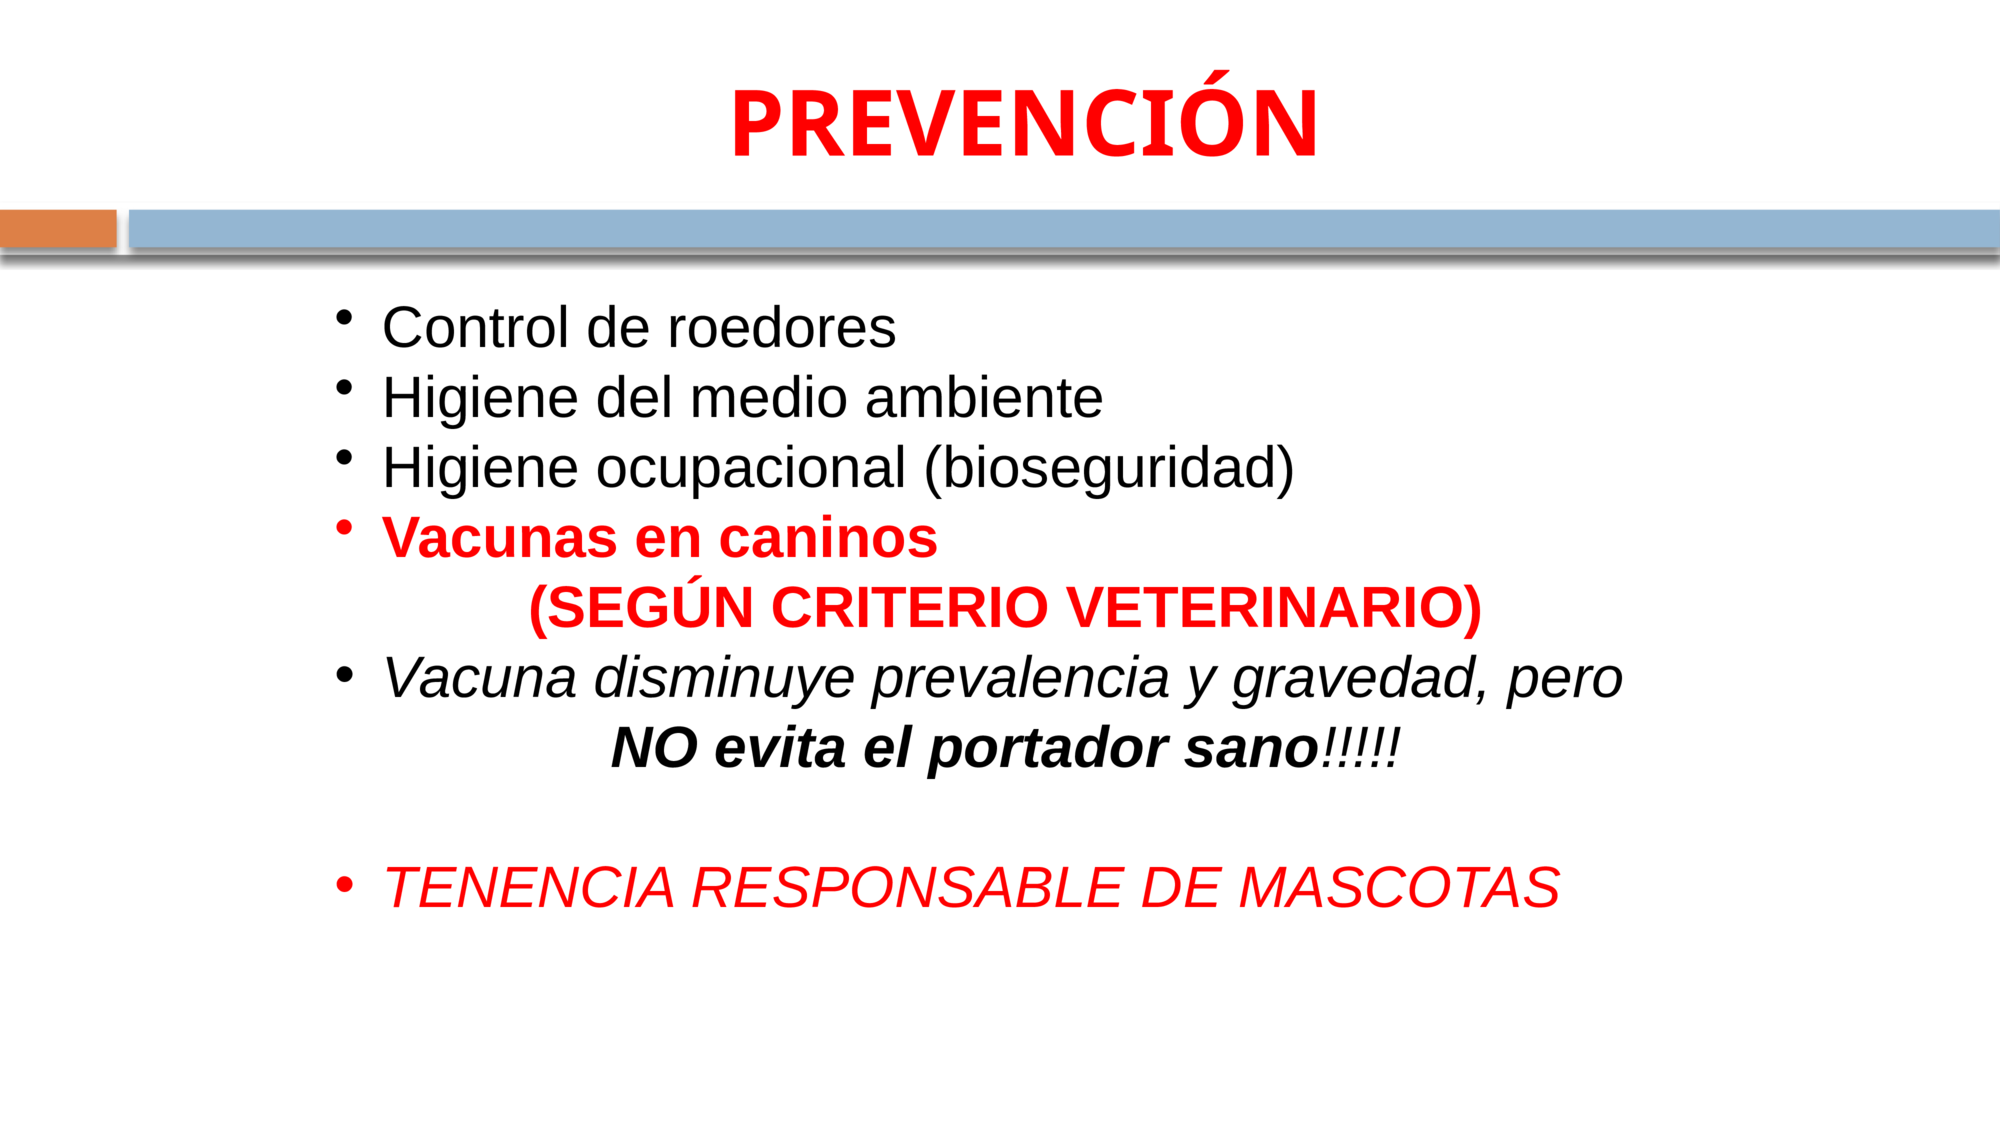 PREVENCIÓN
• Control de roedores
• Higiene del medio ambiente
• Higiene ocupacional (bioseguridad)
• Vacunas en caninos
(SEGÚN CRITERIO VETERINARIO)
• Vacuna disminuye prevalencia y gravedad, pero
NO evita el portador sano!!!!!
• TENENCIA RESPONSABLE DE MASCOTAS